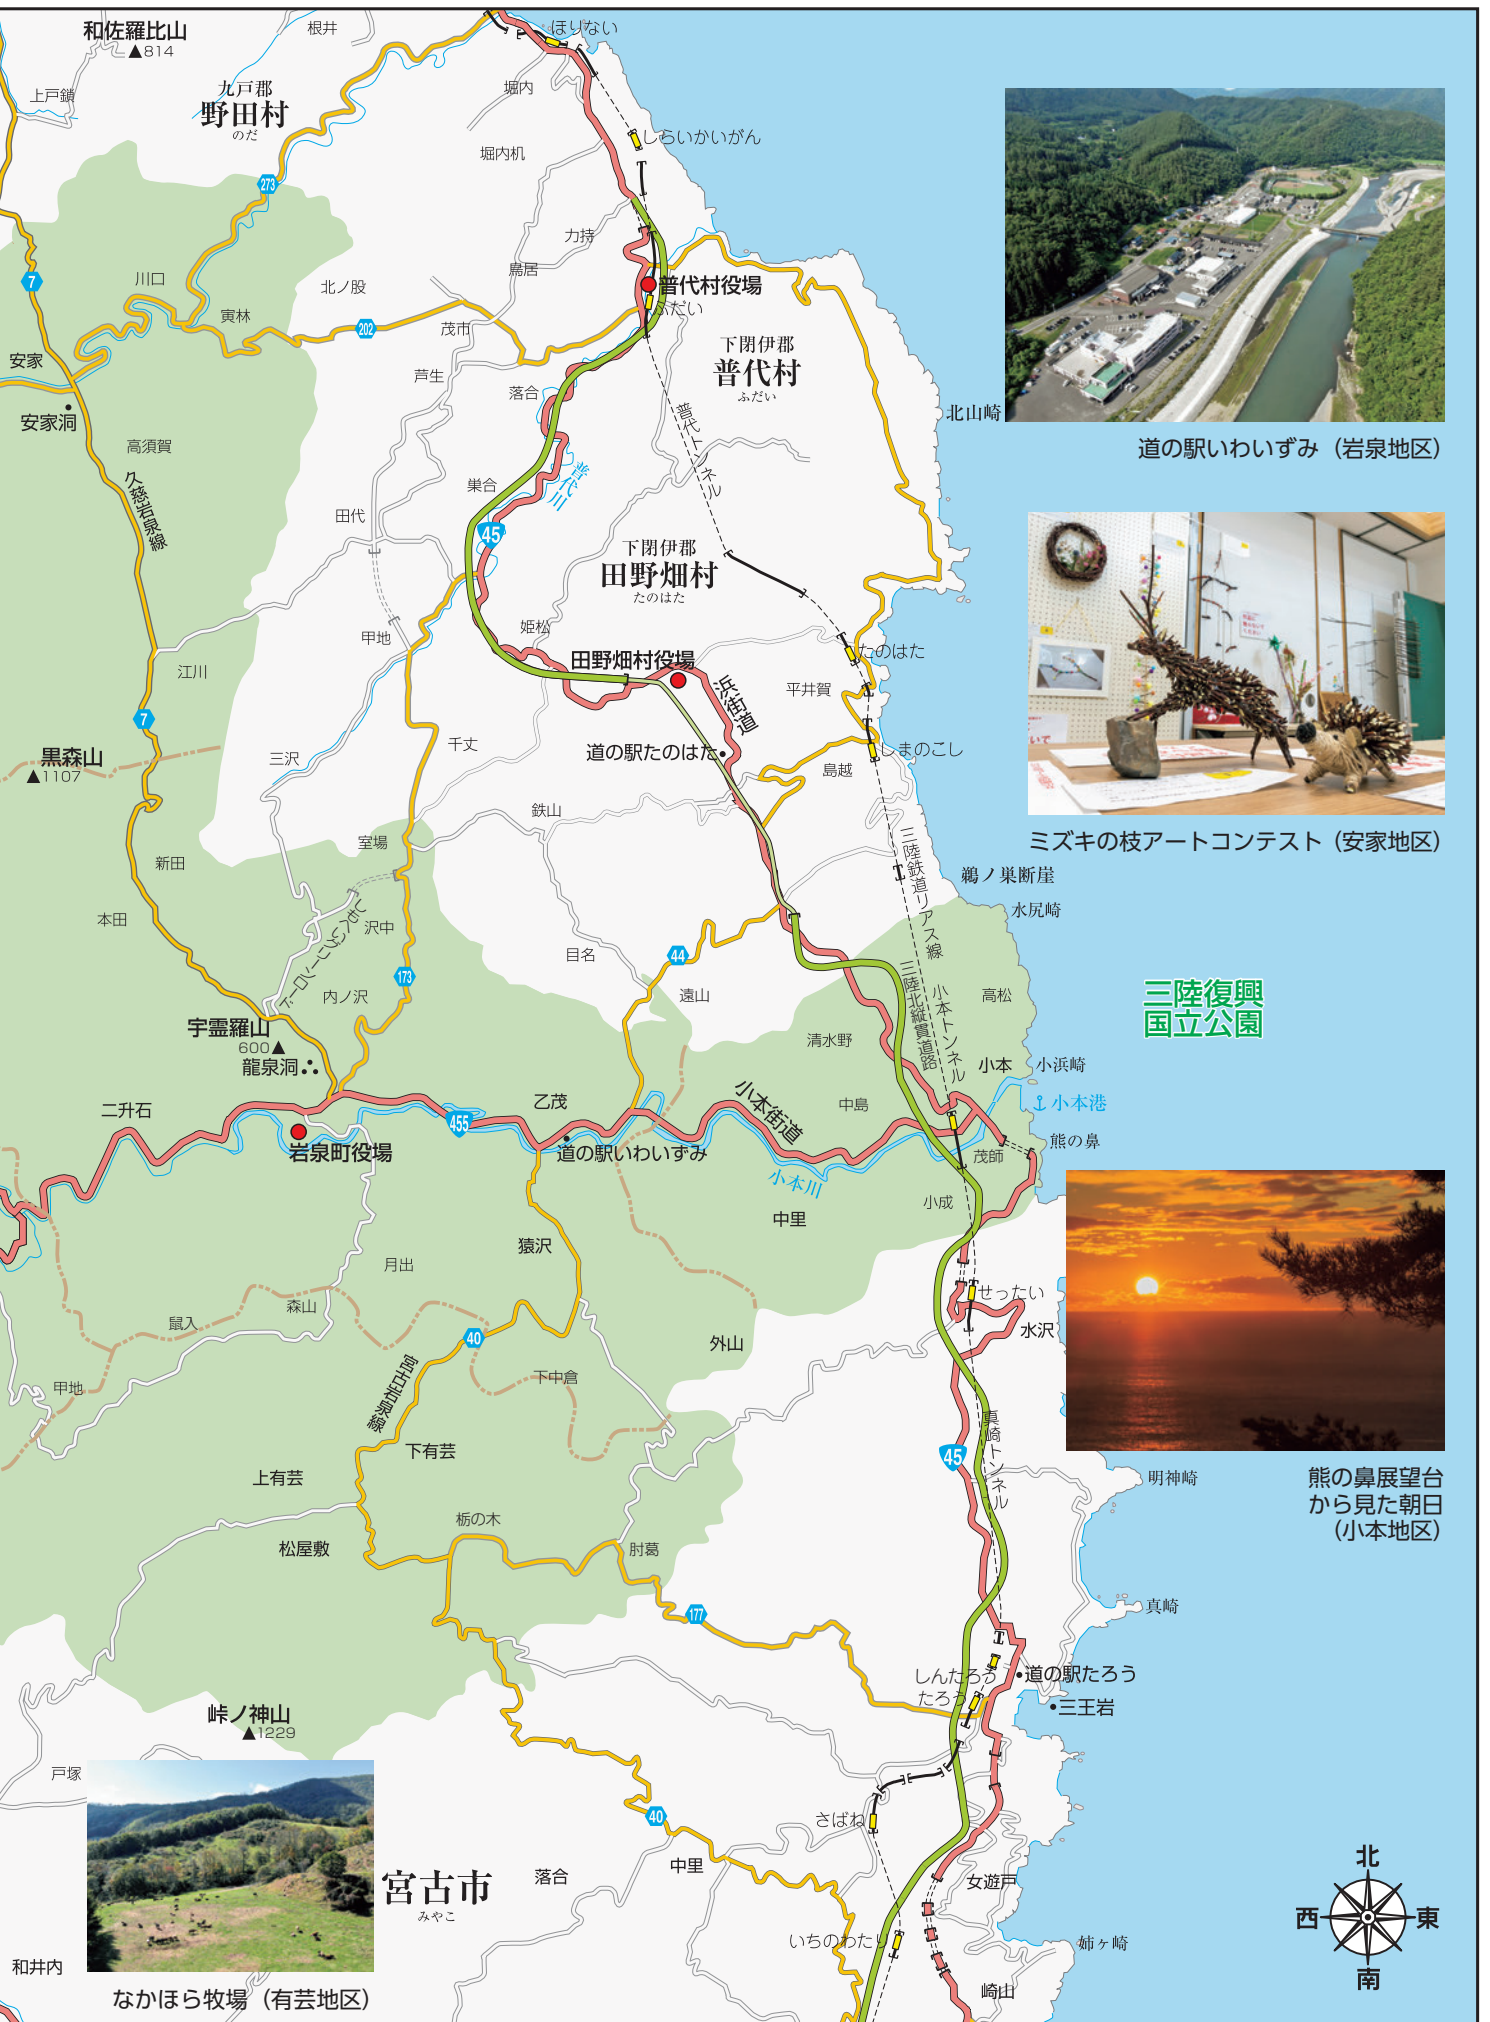 和佐羅比山
▲814
根井
ほりない
上戸鎖
九戸郡
野田村
のだ
堀内
堀内机
しらいかいがん
273
力持
鳥居
7
川口
北ノ股
寅林
202
茂市
普代村役場
ふだい
下閉伊郡
普代村
ふだい
安家
安家洞
芦生
落合
普代トンネル
北山崎
道の駅いわいずみ（岩泉地区）
高須賀
久慈岩泉線
巣合
普代川
田代
45
下閉伊郡
田野畑村
たのはた
甲地
姫松
田野畑村役場
たのはた
江川
浜街道
平井賀
7
黒森山
▲1107
三沢
千丈
道の駅たのはた
しまのこし
島越
鉄山
室場
ミズキの枝アートコンテスト（安家地区）
新田
三陸鉄道リアス線
鵜ノ巣断崖
水尻崎
本田
しもへいグリーンロード
沢中
目名
44
173
内ノ沢
遠山
三陸北縦貫道路
小本トンネル
高松
三陸復興
国立公園
宇霊羅山
600▲
龍泉洞
清水野
小本
小浜崎
二升石
乙茂
小本街道
中島
小本港
455
岩泉町役場
道の駅いわいずみ
熊の鼻
茂師
小本川
小成
中里
猿沢
月出
せったい
森山
鼠入
水沢
外山
40
甲地
宮古岩泉線
下中倉
真崎トンネル
下有芸
45
上有芸
明神崎
熊の鼻展望台
から見た朝日
（小本地区）
栃の木
松屋敷
肘葛
177
真崎
しんたろう
道の駅たろう
たろう
三王岩
峠ノ神山
▲1229
戸塚
40
さばね
中里
落合
宮古市
みやこ
女遊戸
北
西
東
南
いちのわたり
姉ヶ崎
和井内
崎山
なかほら牧場（有芸地区）